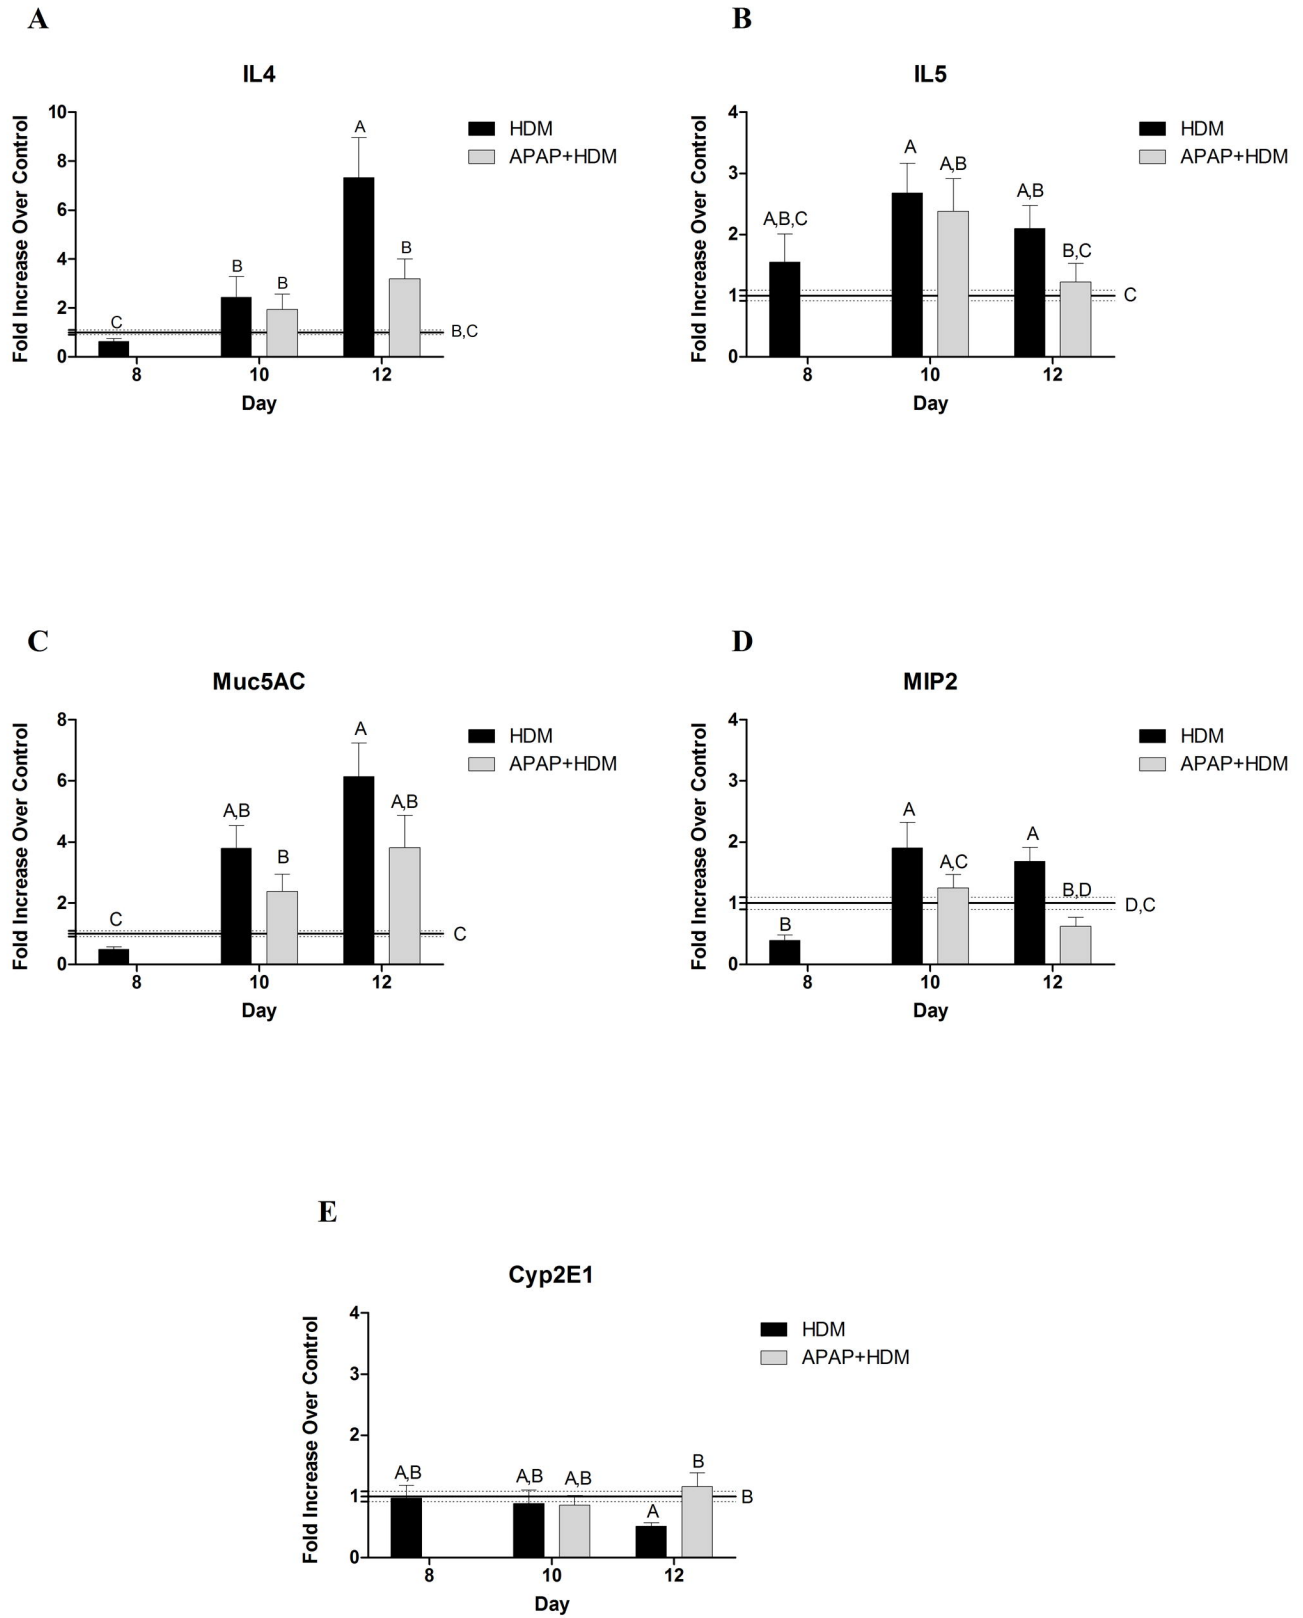 A
IL4
Fold Increase Over Control
10
8
6
4
2
0
C
B
B
A
B
B,C
8
10
12
Day
HDM
APAP+HDM
B
IL5
Fold Increase Over Control
4
3
2
1
0
A,B,C
A
A,B
A,B
B,C
C
8
10
12
Day
HDM
APAP+HDM
C
Muc5AC
Fold Increase Over Control
8
6
4
2
0
C
A,B
B
A
A,B
C
8
10
12
Day
HDM
APAP+HDM
D
MIP2
Fold Increase Over Control
4
3
2
1
0
B
A
A,C
A
B,D
D,C
8
10
12
Day
HDM
APAP+HDM
E
Cyp2E1
Fold Increase Over Control
4
3
2
1
0
A,B
A,B
A,B
A
B
B
8
10
12
Day
HDM
APAP+HDM